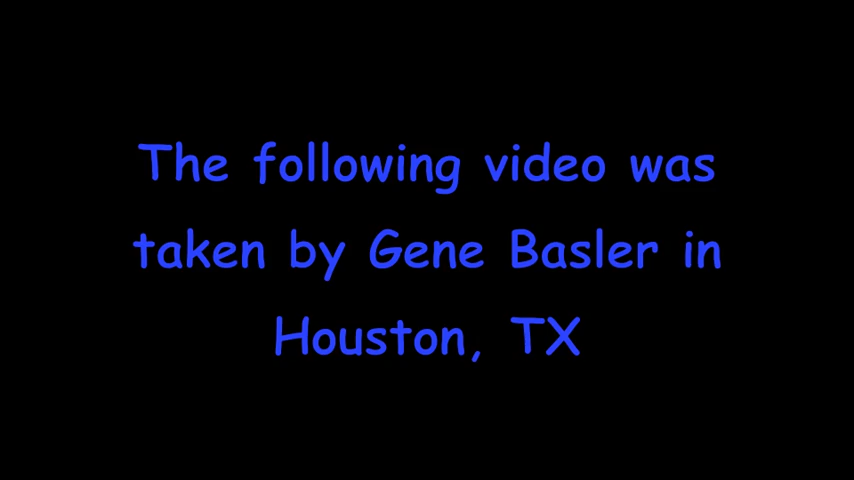 The following video was
taken by Gene Basler in
Houston, TX